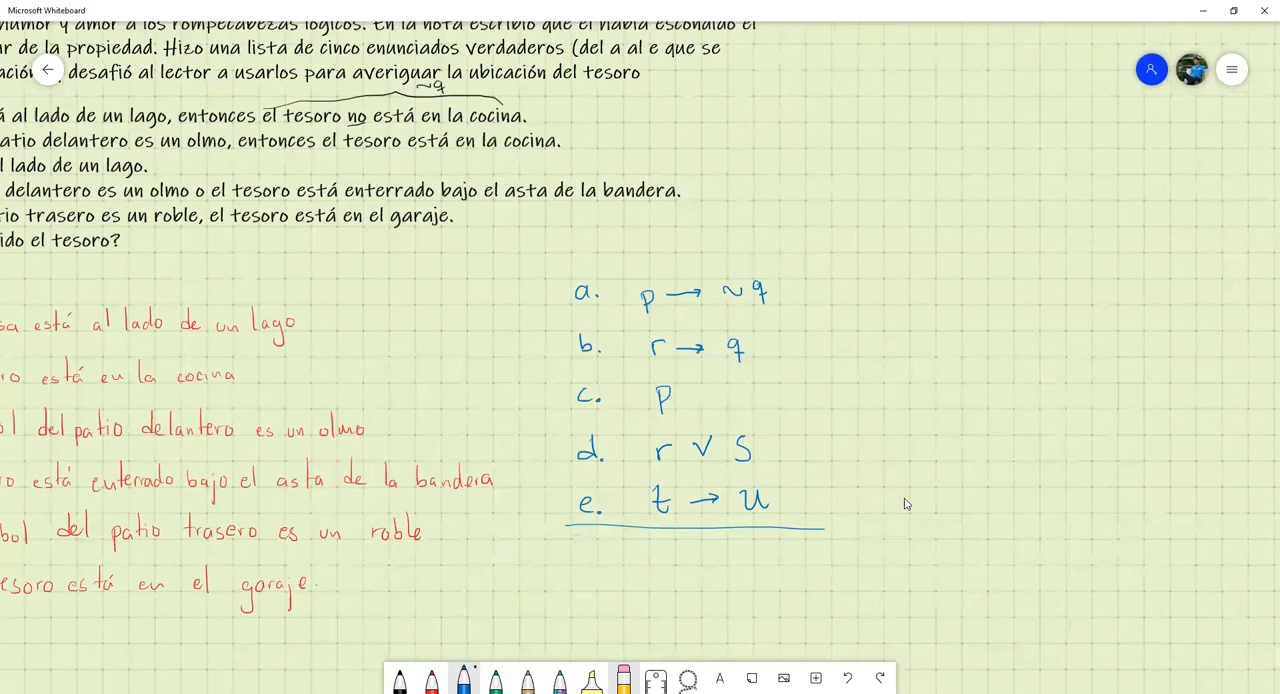 Microsoft Whiteboard
humor y amor a los rompecabezas lógicos. En la nota escribió que él había escondido el
ar de la propiedad. Hizo una lista de cinco enunciados verdaderos (del a al e que se
desafió al lector a usarlos para averiguar la ubicación del tesoro
~q
á al lado de un lago, entonces el tesoro no está en la cocina.
atio delantero es un olmo, entonces el tesoro está en la cocina.
l lado de un lago.
delantero es un olmo o el tesoro está enterrado bajo el asta de la bandera.
tio trasero es un roble, el tesoro está en el garaje.
ido el tesoro?
a. p → ~q
sa está al lado de un lago
b. r → q
ro está en la cocina
c. p
ol del patio delantero es un olmo
d. r ∨ s
ro está enterrado bajo el asta de la bandera
e. t → u
bol del patio trasero es un roble
esoro está en el garaje.